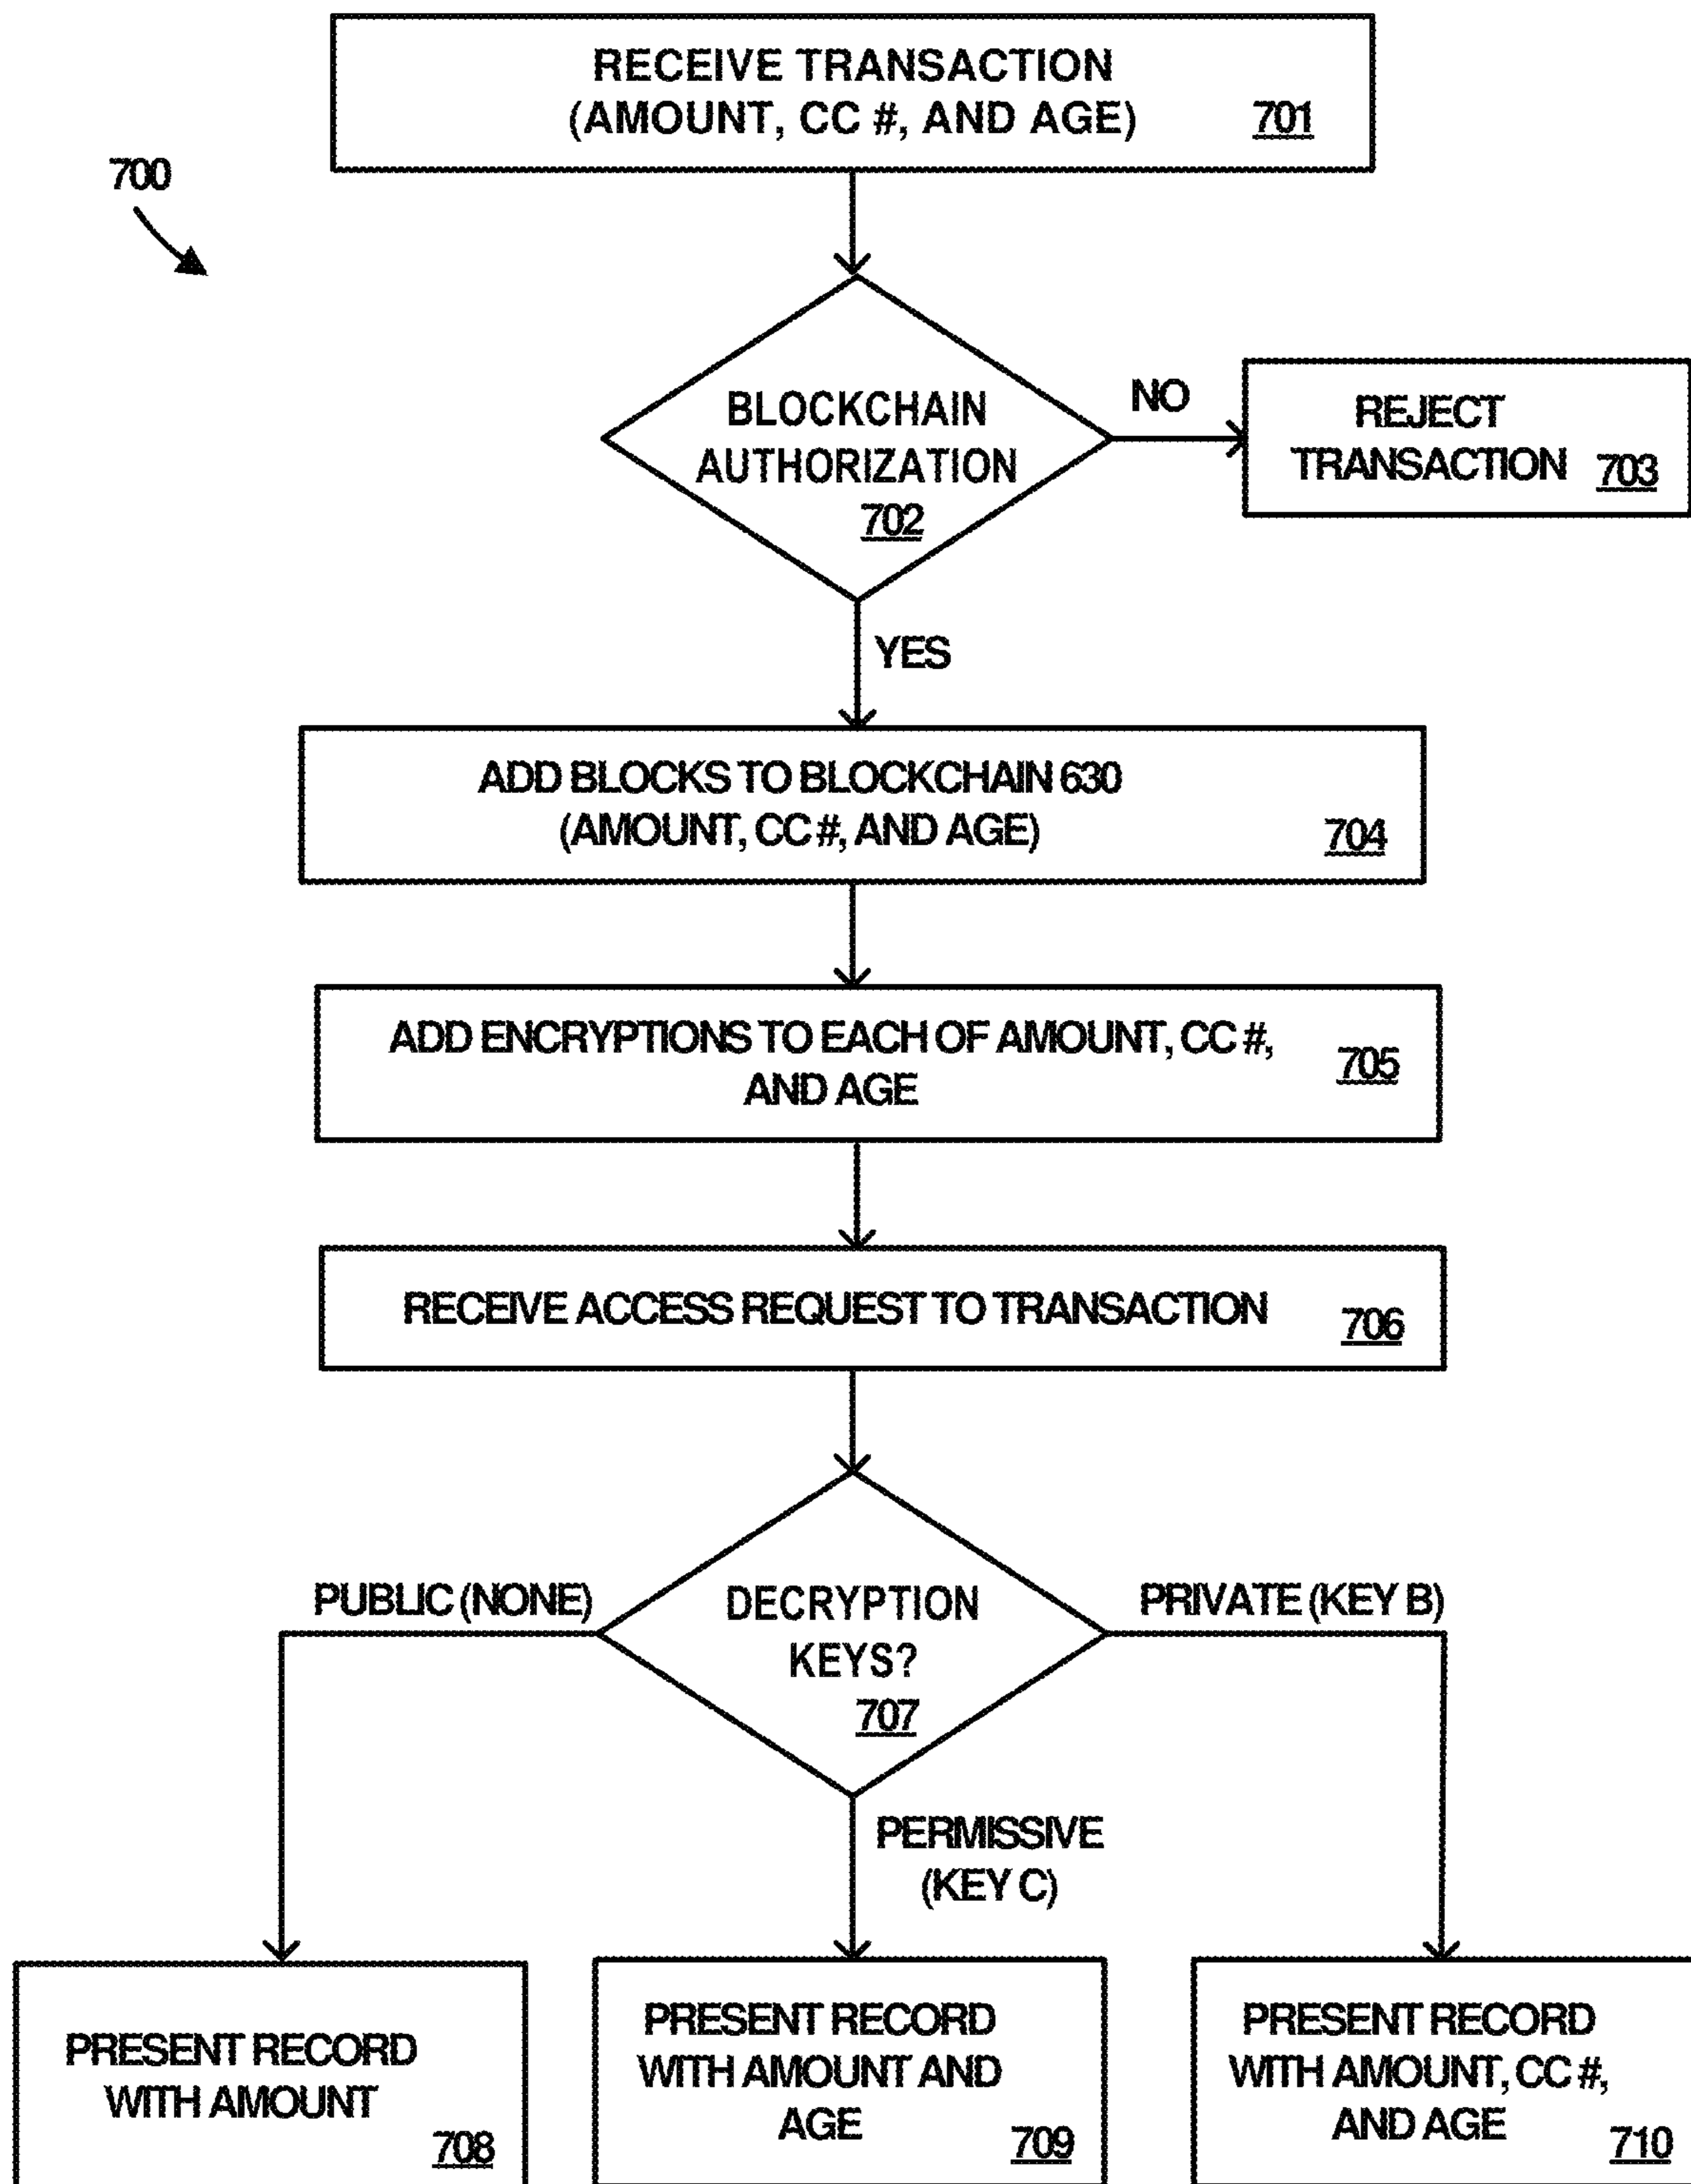 RECEIVE TRANSACTION
(AMOUNT, CC #, AND AGE)
701
700
BLOCKCHAIN
AUTHORIZATION
702
NO
REJECT
TRANSACTION
703
YES
ADD BLOCKS TO BLOCKCHAIN 630
(AMOUNT, CC #, AND AGE)
704
ADD ENCRYPTIONS TO EACH OF AMOUNT, CC #,
AND AGE
705
RECEIVE ACCESS REQUEST TO TRANSACTION
706
PUBLIC (NONE)
DECRYPTION
KEYS?
707
PRIVATE (KEY B)
PERMISSIVE
(KEY C)
PRESENT RECORD
WITH AMOUNT
708
PRESENT RECORD
WITH AMOUNT AND
AGE
709
PRESENT RECORD
WITH AMOUNT, CC #,
AND AGE
710